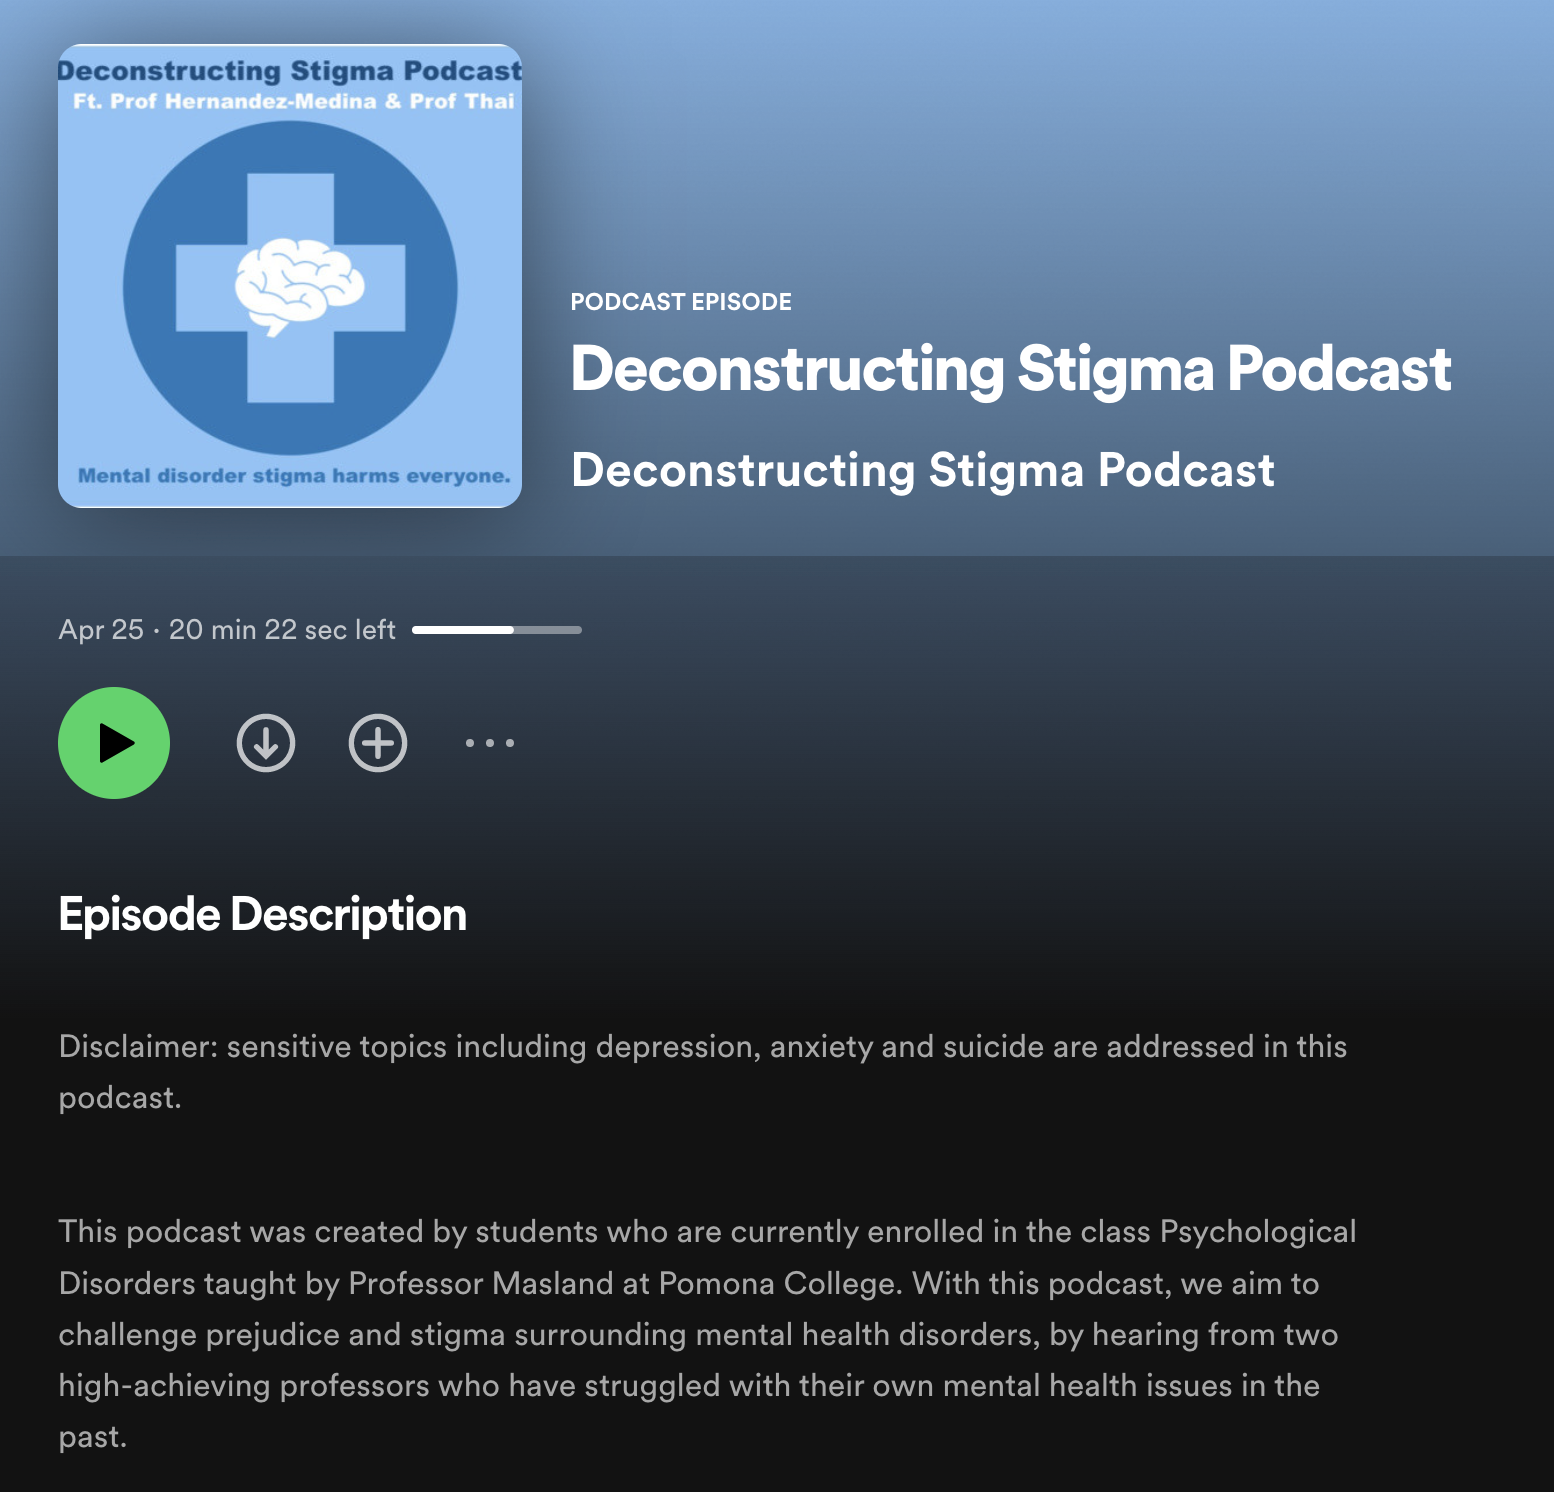 Deconstructing Stigma Podcast
Ft. Prof Hernandez-Medina & Prof Thai
Mental disorder stigma harms everyone.
PODCAST EPISODE
Deconstructing Stigma Podcast
Deconstructing Stigma Podcast
Apr 25 · 20 min 22 sec left
Episode Description
Disclaimer: sensitive topics including depression, anxiety and suicide are addressed in this
podcast.
This podcast was created by students who are currently enrolled in the class Psychological
Disorders taught by Professor Masland at Pomona College. With this podcast, we aim to
challenge prejudice and stigma surrounding mental health disorders, by hearing from two
high-achieving professors who have struggled with their own mental health issues in the
past.